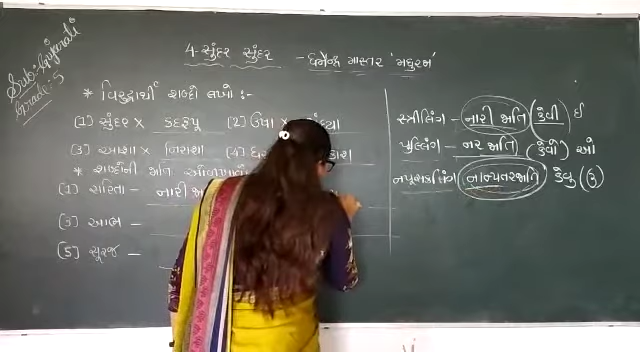 Sub:-Gujarati
Grade:-5
4-સુંદર સુંદર - ધર્મેન્દ્ર માસ્તર 'મધુરમ'
* વિરુદ્ધાર્થી શબ્દો લખો :-
(1) સુંદર × કદરૂપુ (2) ઉષા ×
(3) આશા × નિરાશા (4)
* શબ્દોની જાતિ ઓળખાવો
(1) સરિતા - નારી
(3) આભ -
(5) સૂરજ -
સ્ત્રીલિંગ - નારી જાતિ (કેવી) ઈ
પુલ્લિંગ - નર જાતિ (કેવો) ઓ
નપુસકલિંગ નાન્યતરજાતિ કેવુ (ઉ)